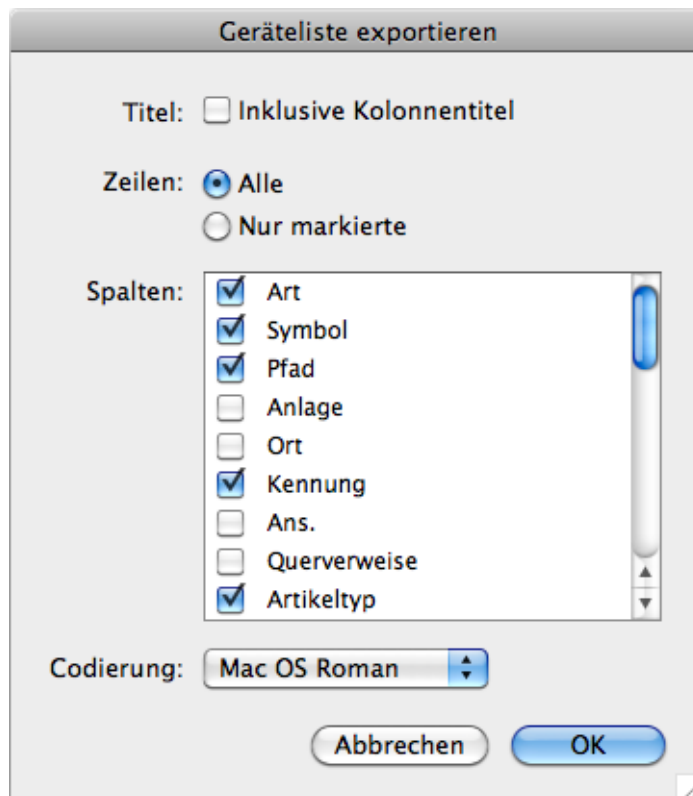 Geräteliste exportieren
Titel: Inklusive Kolonnentitel
Zeilen: Alle
Nur markierte
Spalten: Art
Symbol
Pfad
Anlage
Ort
Kennung
Ans.
Querverweise
Artikeltyp
Codierung: Mac OS Roman
Abbrechen OK